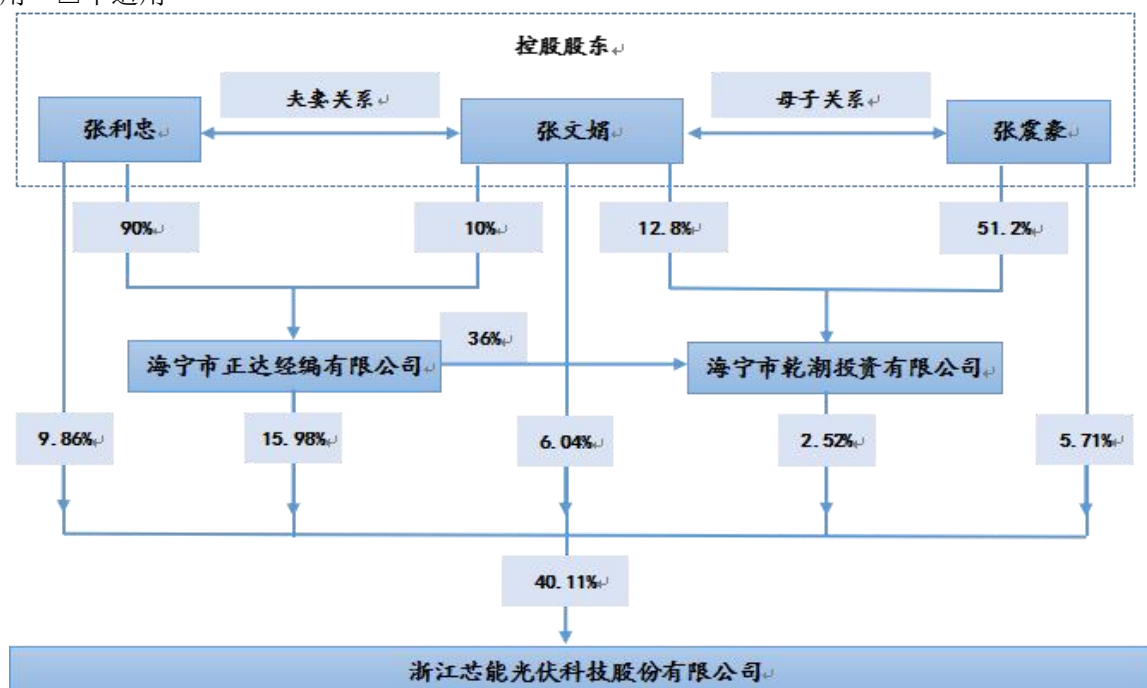 控股股东
夫妻关系
母子关系
张利忠
张文娟
张震豪
90%
10%
12.8%
51.2%
36%
海宁市正达经编有限公司
海宁市乾潮投资有限公司
9.86%
15.98%
6.04%
2.52%
5.71%
40.11%
浙江芯能光伏科技股份有限公司